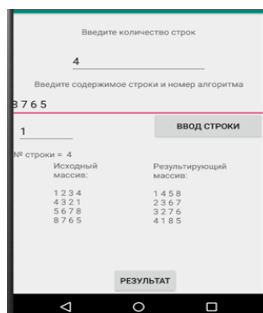 Введите количество строк
4
Введите содержимое строки и номер алгоритма
8 7 6 5
1
ВВОД СТРОКИ
№ строки = 4
Исходный массив:
Результирующий массив:
1 2 3 4
1 4 5 8
4 3 2 1
2 3 6 7
5 6 7 8
3 2 7 6
8 7 6 5
4 1 8 5
РЕЗУЛЬТАТ